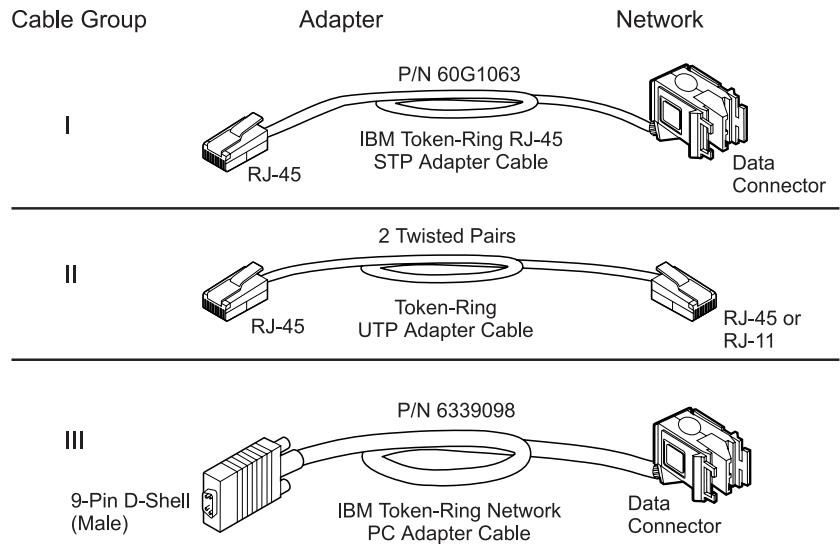 Cable Group Adapter Network
P/N 60G1063
I
IBM Token-Ring RJ-45
STP Adapter Cable
RJ-45
Data
Connector
2 Twisted Pairs
II
Token-Ring
UTP Adapter Cable
RJ-45
RJ-45 or
RJ-11
P/N 6339098
III
9-Pin D-Shell
(Male)
IBM Token-Ring Network
PC Adapter Cable
Data
Connector